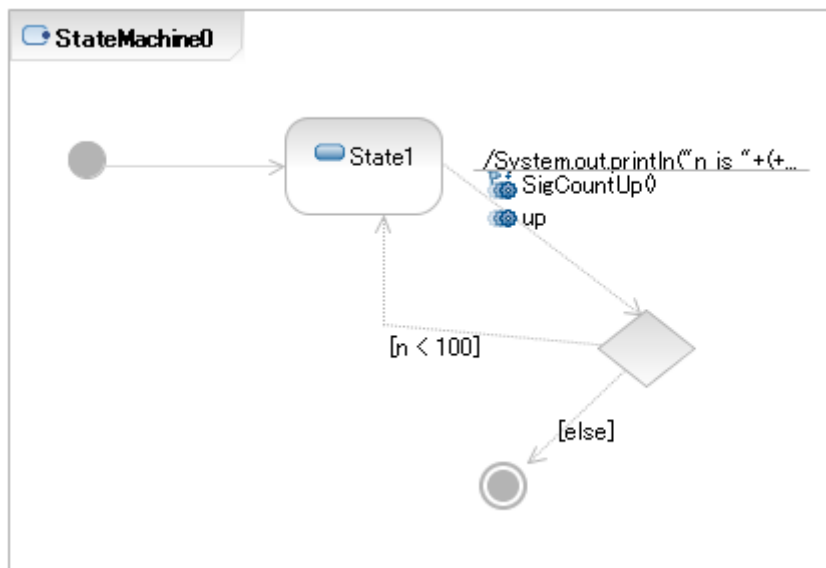 StateMachine0
State1
/System.out.println("n is "+(+...
SigCountUp()
up
[n < 100]
[else]